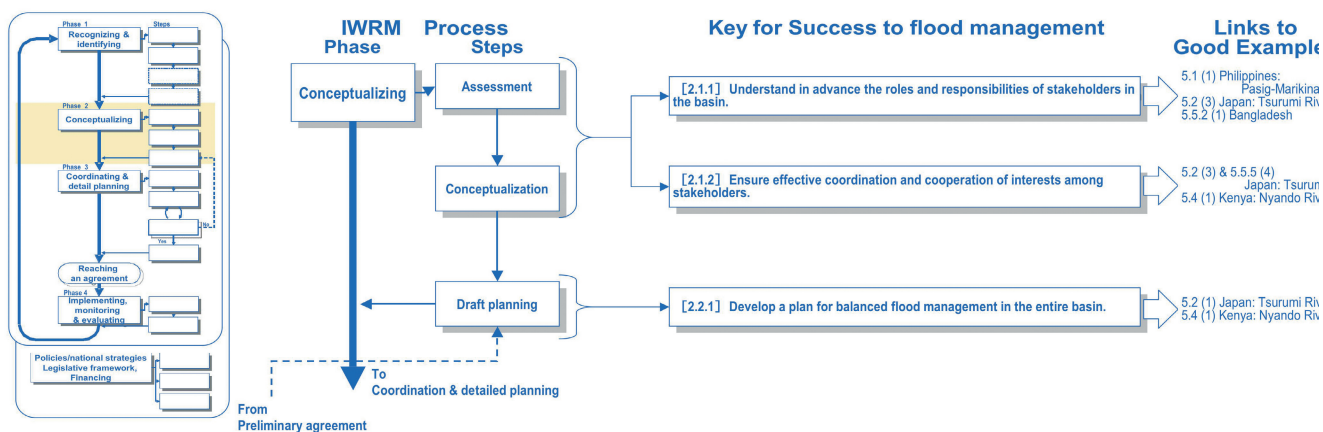 Phase 1
Steps
Recognizing &
identifying
Phase 2
Conceptualizing
Phase 3
Coordinating &
detail planning
No
Yes
Reaching
an agreement
Phase 4
Implementing,
monitoring
& evaluating
Policies/national strategies
Legislative framework,
Financing
IWRM Process
Phase Steps
Conceptualizing
Assessment
Conceptualization
Draft planning
To
Coordination & detailed planning
From
Preliminary agreement
Key for Success to flood management
[2.1.1] Understand in advance the roles and responsibilities of stakeholders in
the basin.
[2.1.2] Ensure effective coordination and cooperation of interests among
stakeholders.
[2.2.1] Develop a plan for balanced flood management in the entire basin.
Links to
Good Example
5.1 (1) Philippines:
Pasig-Marikina
5.2 (3) Japan: Tsurumi Riv
5.5.2 (1) Bangladesh
5.2 (3) & 5.5.5 (4)
Japan: Tsurum
5.4 (1) Kenya: Nyando Riv
5.2 (1) Japan: Tsurumi Riv
5.4 (1) Kenya: Nyando Riv